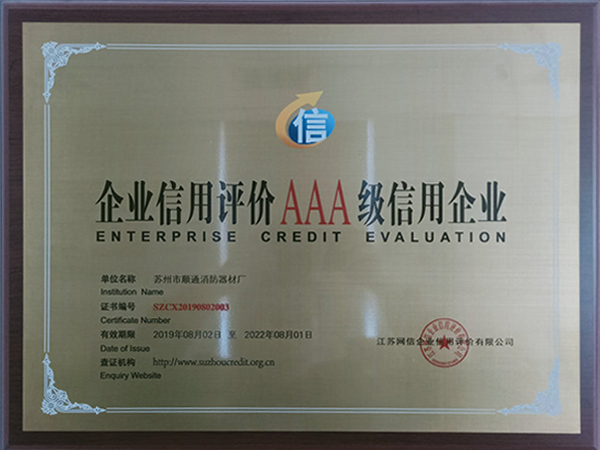 信
企业信用评价AAA级信用企业
ENTERPRISE CREDIT EVALUATION
单位名称 苏州市顺通消防器材厂
Institution Name
证书编号 SZCX20190802003
Certificate Number
有效期限 2019年08月02日 至 2022年08月01日
Date of Issue
查证机构 http://www.suzhoucredit.org.cn
Enquiry Website
江苏网信企业信用评价有限公司